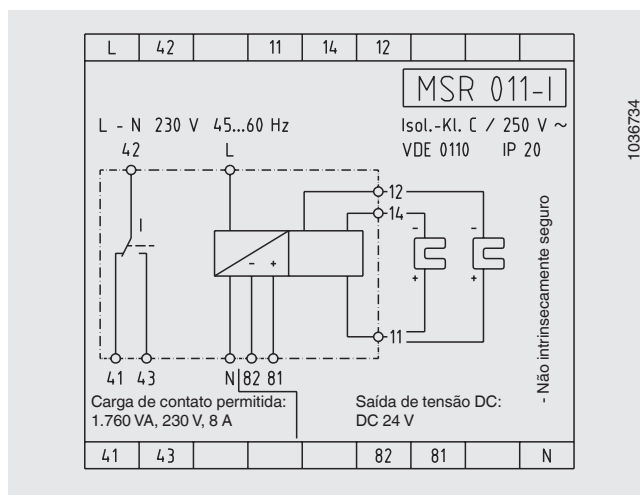 L 42 11 14 12
MSR 011-I
L - N 230 V 45...60 Hz
Isol.-Kl. C / 250 V ~
VDE 0110 IP 20
42 L
12
14
I
- -
- +
+ +
11
41 43 N 82 81
Carga de contato permitida:
1.760 VA, 230 V, 8 A
Saída de tensão DC:
DC 24 V
- Não intrinsecamente seguro
41 43 82 81 N
1036734